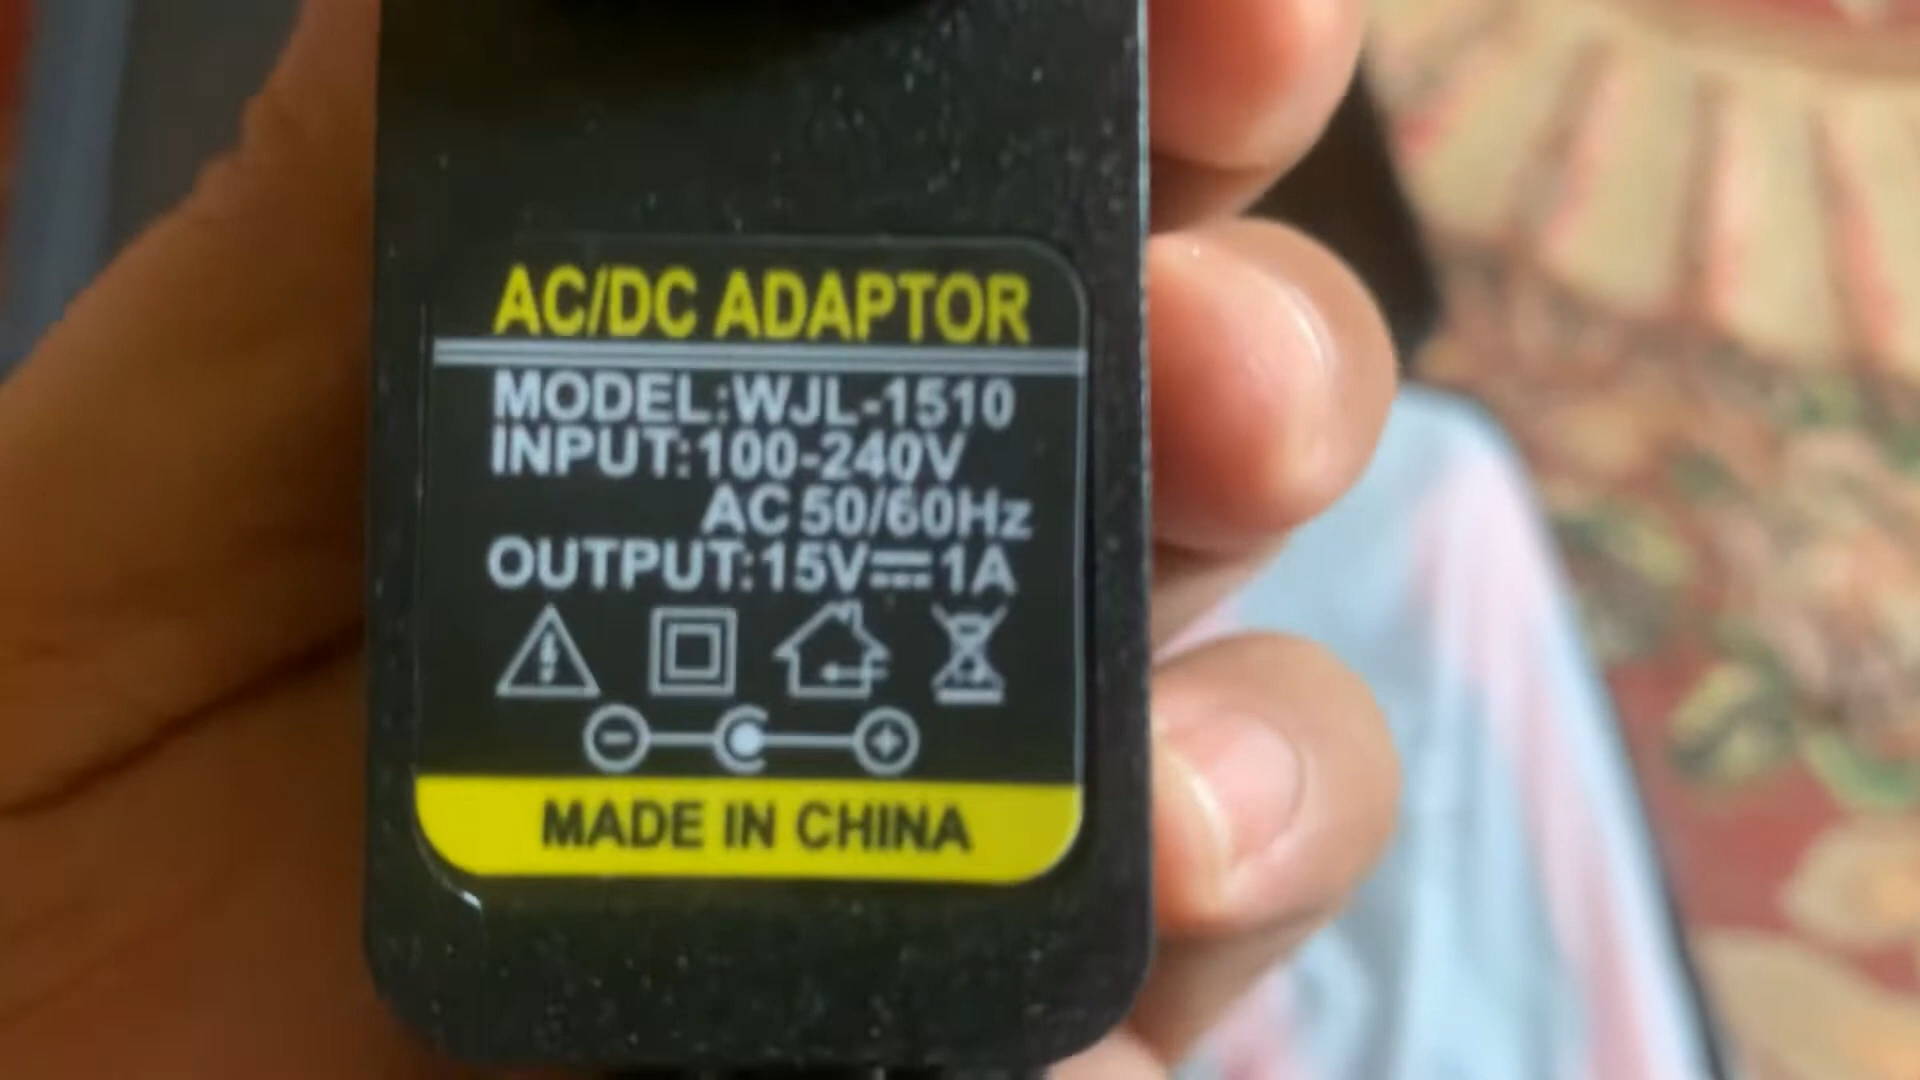 AC/DC ADAPTOR
MODEL:WJL-1510
INPUT:100-240V
AC 50/60Hz
OUTPUT:15V⎓1A
MADE IN CHINA